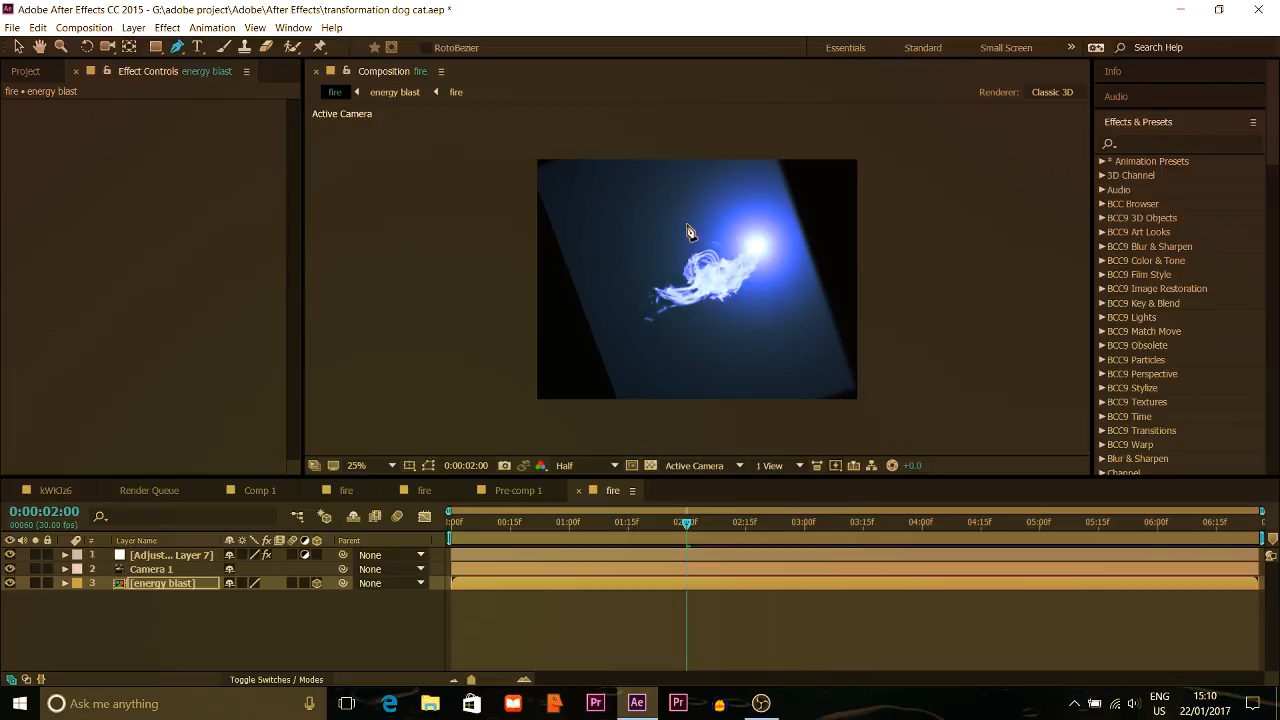 Adobe After Effects CC 2015 - G:\adobe project\Adobe\After Effects\transformation dog cat.aep *
File Edit Composition Layer Effect Animation View Window Help
RotoBezier Essentials Standard Small Screen » Search Help
Project Effect Controls energy blast Composition fire Info
fire • energy blast fire energy blast fire Renderer: Classic 3D Audio
Active Camera
Effects & Presets
* Animation Presets
3D Channel
Audio
BCC Browser
BCC9 3D Objects
BCC9 Art Looks
BCC9 Blur & Sharpen
BCC9 Color & Tone
BCC9 Film Style
BCC9 Image Restoration
BCC9 Key & Blend
BCC9 Lights
BCC9 Match Move
BCC9 Obsolete
BCC9 Particles
BCC9 Perspective
BCC9 Stylize
BCC9 Textures
BCC9 Time
BCC9 Transitions
BCC9 Warp
Blur & Sharpen
Channel
25% 0:00:02:00 Half Active Camera 1 View +0.0
kWKJz6 Render Queue Comp 1 fire fire Pre-comp 1 fire
0:00:02:00
00060 (30.00 fps)
:00f 00:15f 01:00f 01:15f 02:00f 02:15f 03:00f 03:15f 04:00f 04:15f 05:00f 05:15f 06:00f 06:15f
# Layer Name Parent
1 [Adjust... Layer 7] None
2 Camera 1 None
3 [energy blast] None
Toggle Switches / Modes
Ask me anything
Pr Ae Pr
ENG 15:10
US 22/01/2017